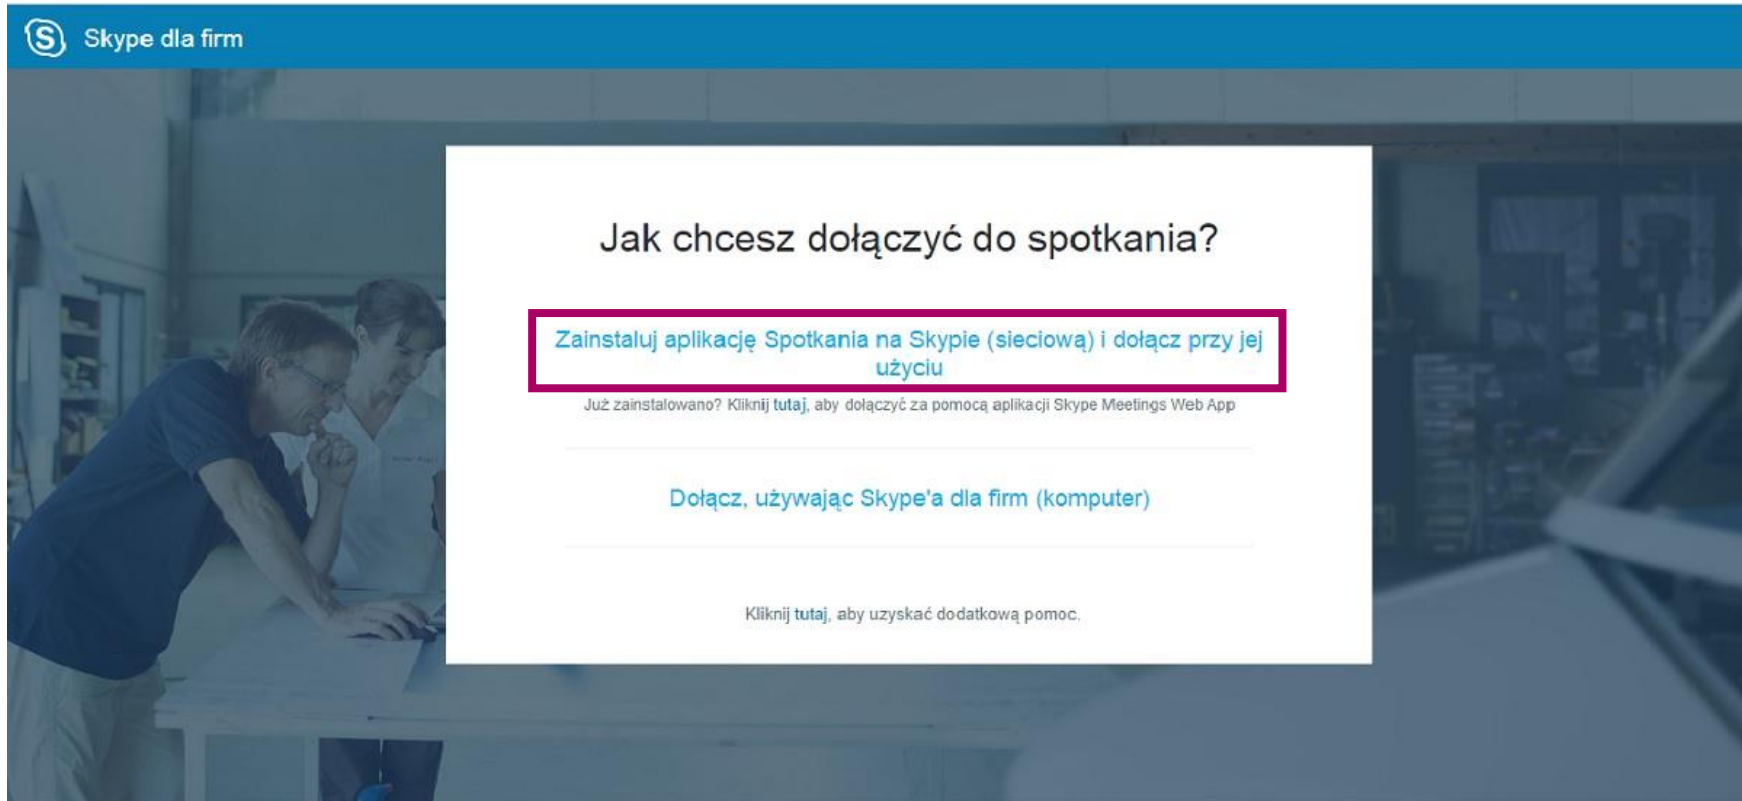 Skype dla firm
Jak chcesz dołączyć do spotkania?
Zainstaluj aplikację Spotkania na Skypie (sieciową) i dołącz przy jej
użyciu
Już zainstalowano? Kliknij tutaj, aby dołączyć za pomocą aplikacji Skype Meetings Web App
Dołącz, używając Skype'a dla firm (komputer)
Kliknij tutaj, aby uzyskać dodatkową pomoc.